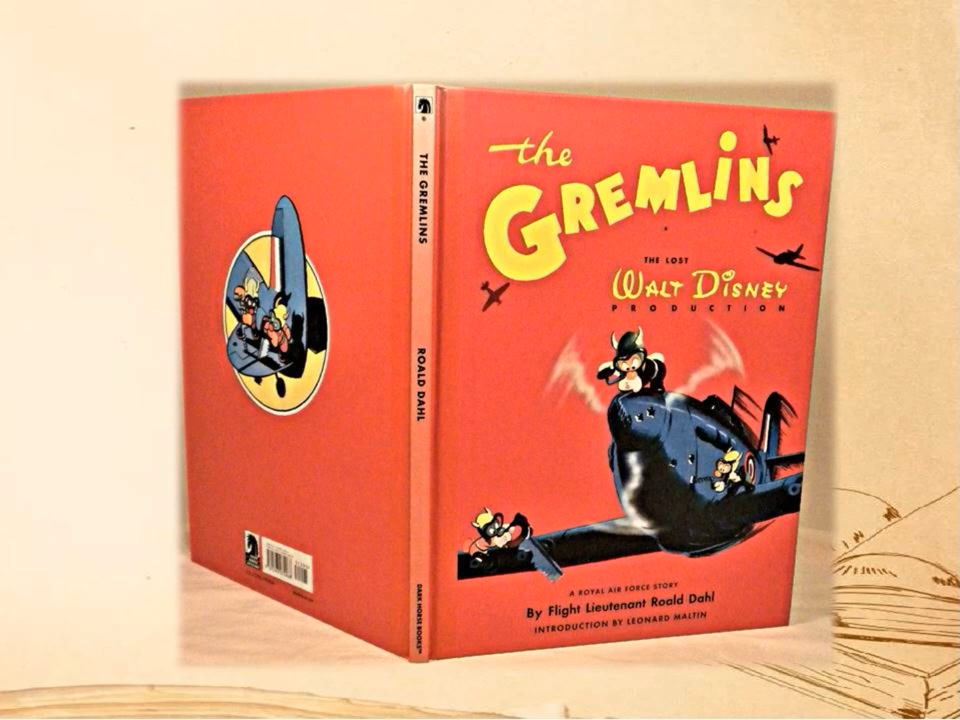 THE GREMLINS
ROALD DAHL
DARK HORSE BOOKS™
the
GREMLINS
THE LOST
WALT DISNEY
PRODUCTION
A ROYAL AIR FORCE STORY
By Flight Lieutenant Roald Dahl
INTRODUCTION BY LEONARD MALTIN